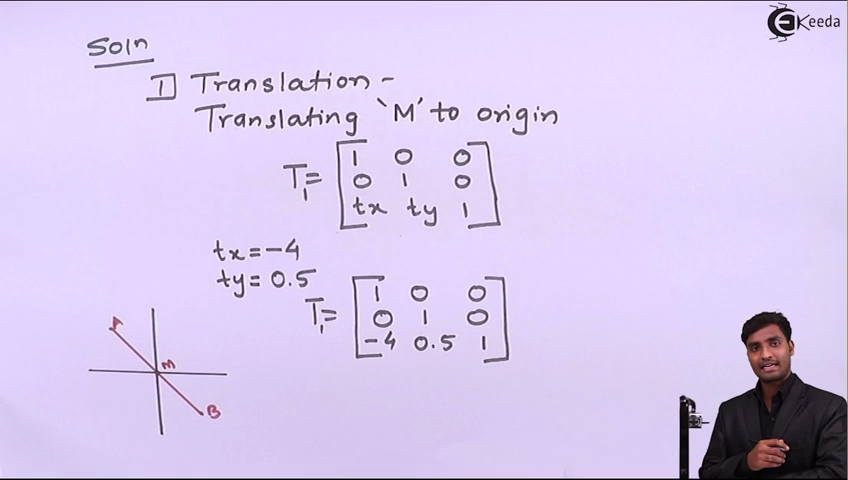 Ekeeda
Soln
I] Translation -
Translating 'M' to origin
T₁ = [ 1 0 0
0 1 0
tx ty 1 ]
tx = -4
ty = 0.5
T₁ = [ 1 0 0
0 1 0
-4 0.5 1 ]
A
M
B